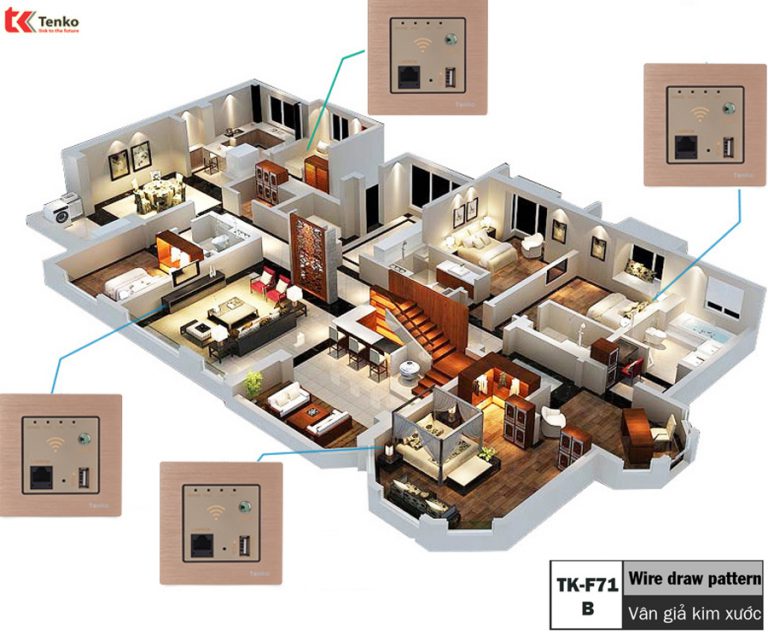 Tenko
link to the future
Tenko
Tenko
Tenko
Tenko
TK-F71
B
Wire draw pattern
Vân giả kim xước